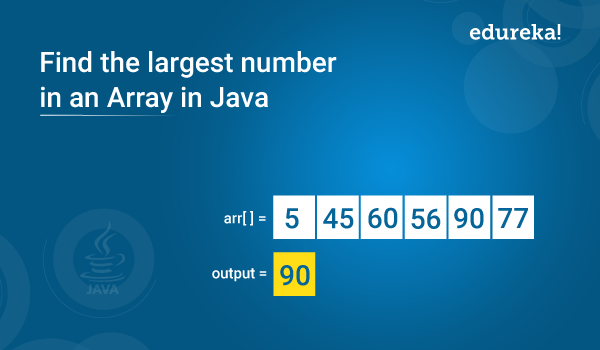 edureka!
Find the largest number
in an Array in Java
arr[ ] = 5 45 60 56 90 77
output = 90
JAVA